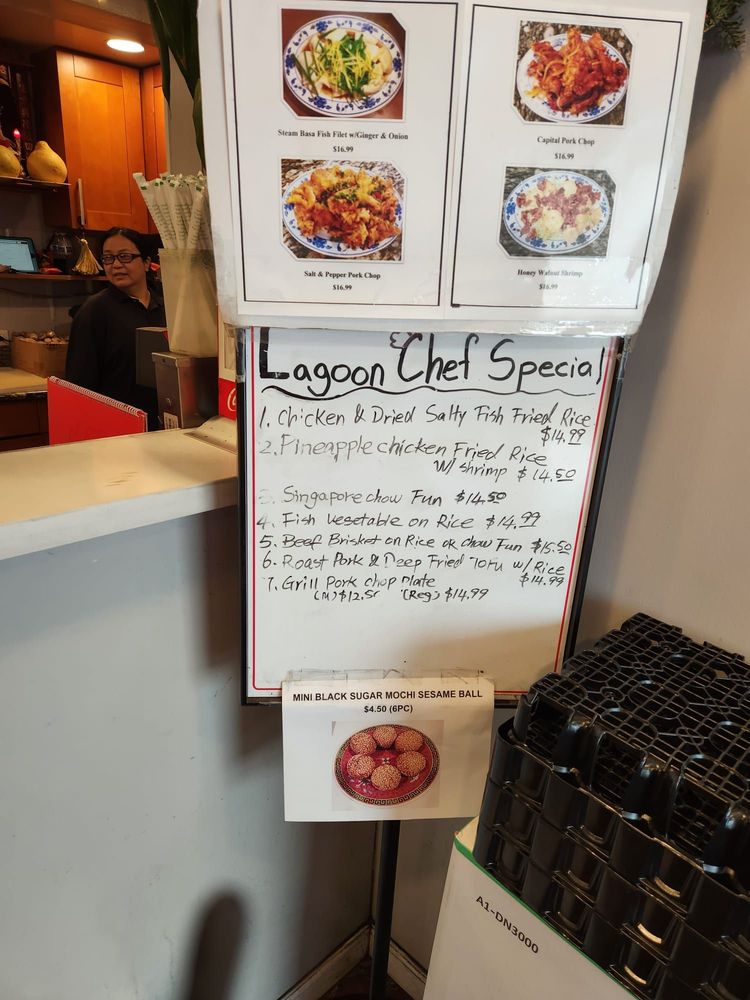 Steam Basa Fish Filet w/Ginger & Onion
$16.99
Capital Pork Chop
$16.99
Salt & Pepper Pork Chop
$16.99
Honey Walnut Shrimp
$16.99
Lagoon Chef Special
1. Chicken & Dried Salty Fish Fried Rice
$14.99
2. Pineapple chicken Fried Rice
W/ shrimp $14.50
3. Singapore chow Fun $14.50
4. Fish Vegetable on Rice $14.99
5. Beef Brisket on Rice or chow Fun $15.50
6. Roast Pork & Deep Fried Tofu w/ Rice
$14.99
7. Grill Pork chop Plate
(M) $12.50 (Reg) $14.99
MINI BLACK SUGAR MOCHI SESAME BALL
$4.50 (6PC)
A1-DN3000